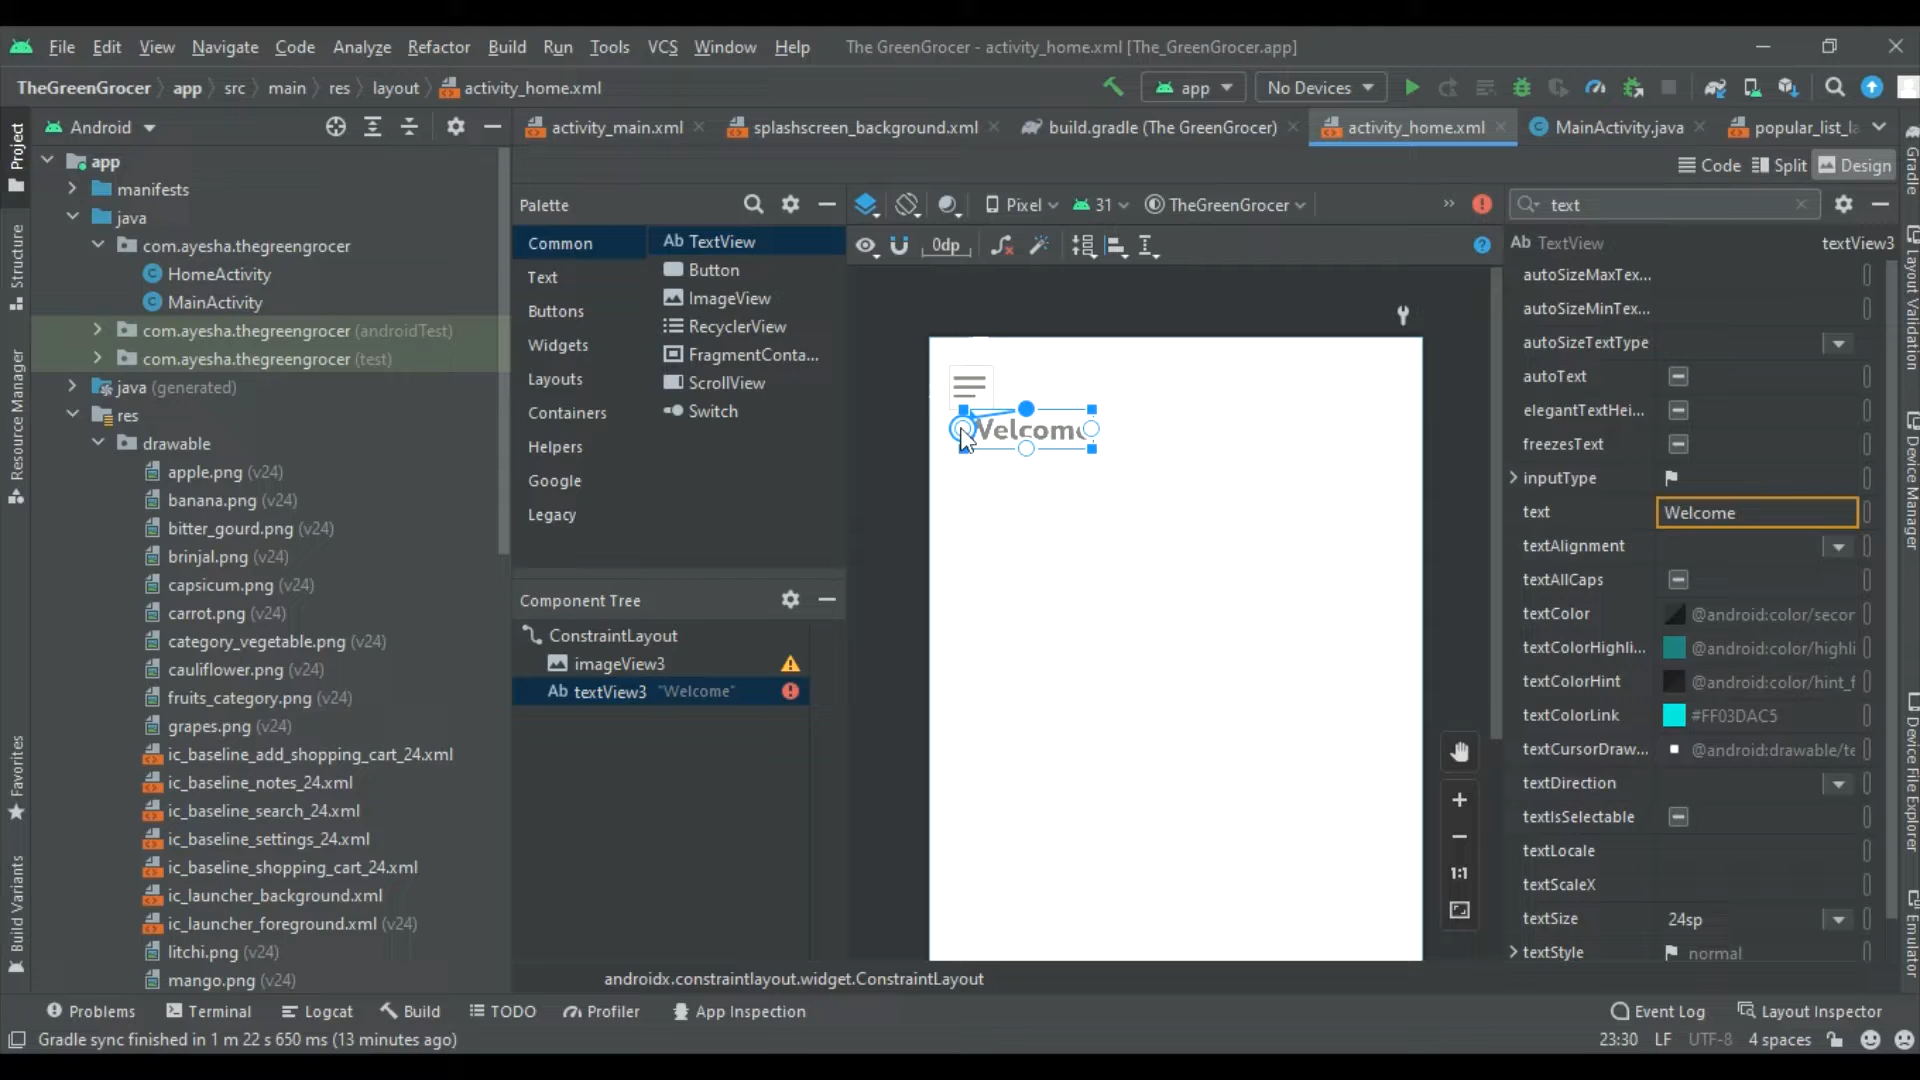 File Edit View Navigate Code Analyze Refactor Build Run Tools VCS Window Help The GreenGrocer - activity_home.xml [The_GreenGrocer.app]
TheGreenGrocer app src main res layout activity_home.xml
app No Devices
Android
activity_main.xml splashscreen_background.xml build.gradle (The GreenGrocer) activity_home.xml MainActivity.java popular_list_
Code Split Design
Project
Structure
Resource Manager
Favorites
Build Variants
app
manifests
java
com.ayesha.thegreengrocer
HomeActivity
MainActivity
com.ayesha.thegreengrocer (androidTest)
com.ayesha.thegreengrocer (test)
java (generated)
res
drawable
apple.png (v24)
banana.png (v24)
bitter_gourd.png (v24)
brinjal.png (v24)
capsicum.png (v24)
carrot.png (v24)
category_vegetable.png (v24)
cauliflower.png (v24)
fruits_category.png (v24)
grapes.png (v24)
ic_baseline_add_shopping_cart_24.xml
ic_baseline_notes_24.xml
ic_baseline_search_24.xml
ic_baseline_settings_24.xml
ic_baseline_shopping_cart_24.xml
ic_launcher_background.xml
ic_launcher_foreground.xml (v24)
litchi.png (v24)
mango.png (v24)
Palette
Common
Text
Buttons
Widgets
Layouts
Containers
Helpers
Google
Legacy
Ab TextView
Button
ImageView
RecyclerView
FragmentConta...
ScrollView
Switch
Component Tree
ConstraintLayout
imageView3
Ab textView3 "Welcome"
Pixel 31 TheGreenGrocer
0dp
Welcome
1:1
androidx.constraintlayout.widget.ConstraintLayout
text
Ab TextView textView3
autoSizeMaxTex...
autoSizeMinTex...
autoSizeTextType
autoText
elegantTextHei...
freezesText
inputType
text Welcome
textAlignment
textAllCaps
textColor @android:color/secor
textColorHighli... @android:color/highli
textColorHint @android:color/hint_f
textColorLink #FF03DAC5
textCursorDraw... @android:drawable/te
textDirection
textIsSelectable
textLocale
textScaleX
textSize 24sp
textStyle normal
Gradle
Layout Validation
Device Manager
Device File Explorer
Emulator
Problems Terminal Logcat Build TODO Profiler App Inspection Event Log Layout Inspector
Gradle sync finished in 1 m 22 s 650 ms (13 minutes ago) 23:30 LF UTF-8 4 spaces